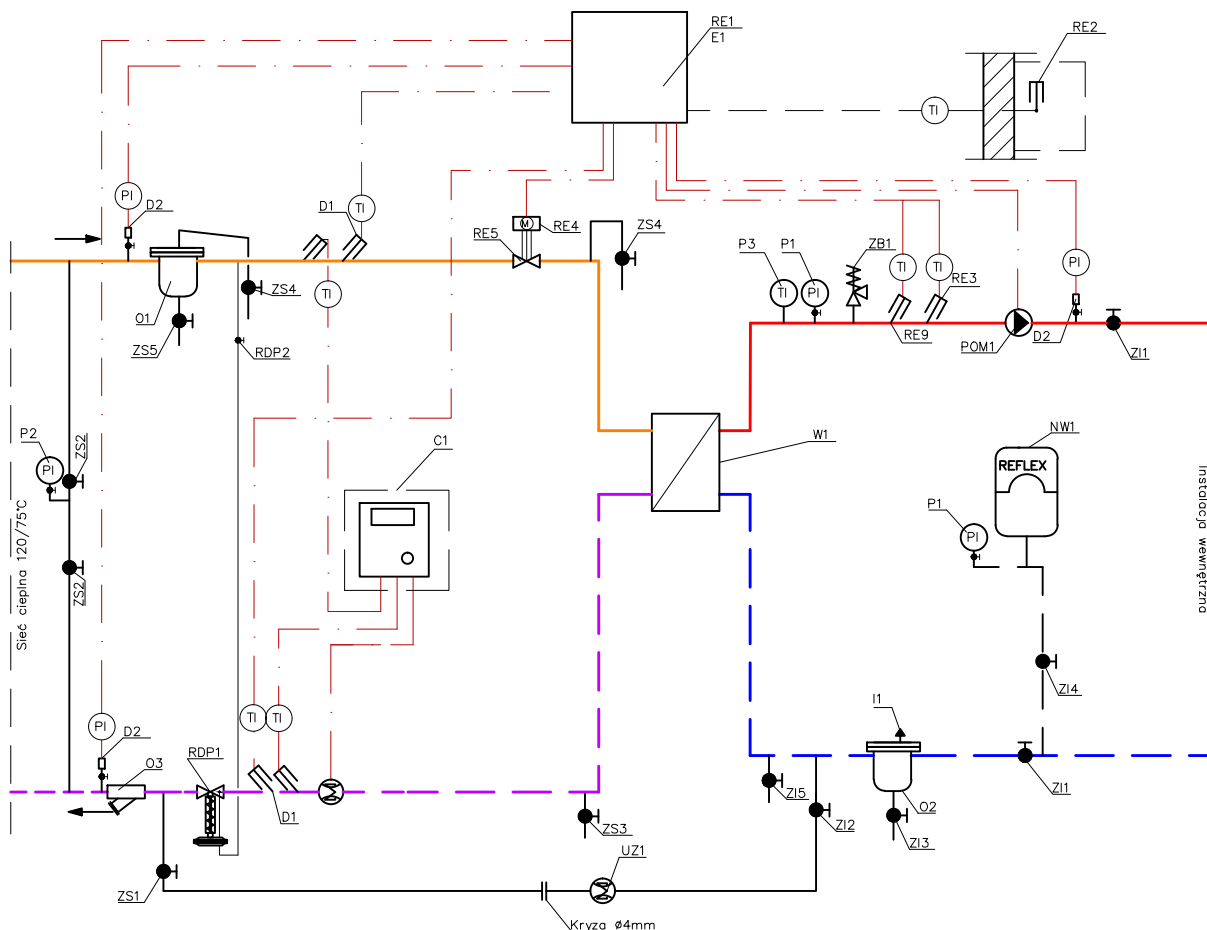 RE1
E1
RE2
TI
PI
D2
D1
TI
M
RE4
RE5
ZS4
P3
P1
ZB1
TI
PI
TI
TI
RE3
PI
ZS4
TI
O1
ZS5
RDP2
RE9
POM1
D2
ZI1
P2
PI
ZS2
C1
W1
NW1
REFLEX
P1
PI
ZS2
Sieć cieplna 120/75°C
Instalacja wewnętrzna
ZI4
PI
D2
O3
RDP1
TI
TI
D1
I1
ZI1
ZI5
ZI2
O2
ZI3
ZS3
ZS1
UZ1
Kryza ø4mm